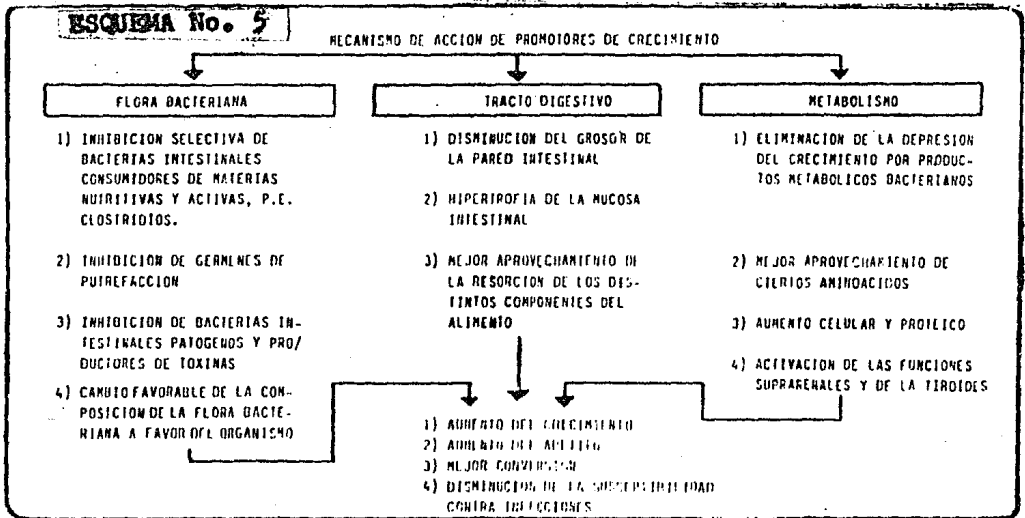 ESQUEMA No. 5
MECANISMO DE ACCION DE PROMOTORES DE CRECIMIENTO
FLORA BACTERIANA
1) INHIBICION SELECTIVA DE
BACTERIAS INTESTINALES
CONSUMIDORES DE MATERIAS
NUTRITIVAS Y ACTIVAS, P.E.
CLOSTRIDIOS.
2) INHIBICION DE GERMENES DE
PUTREFACCION
3) INHIBICION DE BACTERIAS IN-
TESTINALES PATOGENOS Y PRO/
DUCTORES DE TOXINAS
4) CAMBIO FAVORABLE DE LA COM-
POSICION DE LA FLORA BACTE-
RIANA A FAVOR DEL ORGANISMO
TRACTO DIGESTIVO
1) DISMINUCION DEL GROSOR DE
LA PARED INTESTINAL
2) HIPERTROFIA DE LA MUCOSA
INTESTINAL
3) MEJOR APROVECHAMIENTO DE
LA RESORCION DE LOS DIS-
TINTOS COMPONENTES DEL
ALIMENTO
METABOLISMO
1) ELIMINACION DE LA DEPRESION
DEL CRECIMIENTO POR PRODUC-
TOS METABOLICOS BACTERIANOS
2) MEJOR APROVECHAMIENTO DE
CIERTOS AMINOACIDOS
3) AUMENTO CELULAR Y PROTEICO
4) ACTIVACION DE LAS FUNCIONES
SUPRARENALES Y DE LA TIROIDES
1) AUMENTO DEL CRECIMIENTO
2) AUMENTO DEL APETITO
3) MEJOR CONVERSION
4) DISMINUCION DE LA SUSCEPTIBILIDAD
CONTRA INFECCIONES